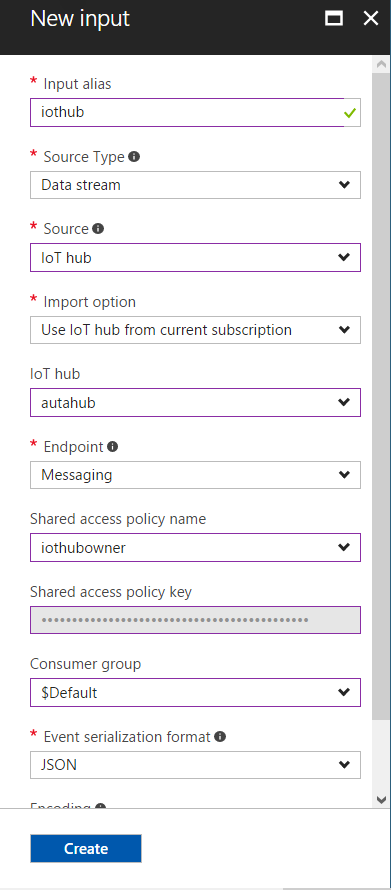 New input
* Input alias
iothub
* Source Type
Data stream
* Source
IoT hub
* Import option
Use IoT hub from current subscription
IoT hub
autahub
* Endpoint
Messaging
Shared access policy name
iothubowner
Shared access policy key
Consumer group
$Default
* Event serialization format
JSON
Encoding
Create